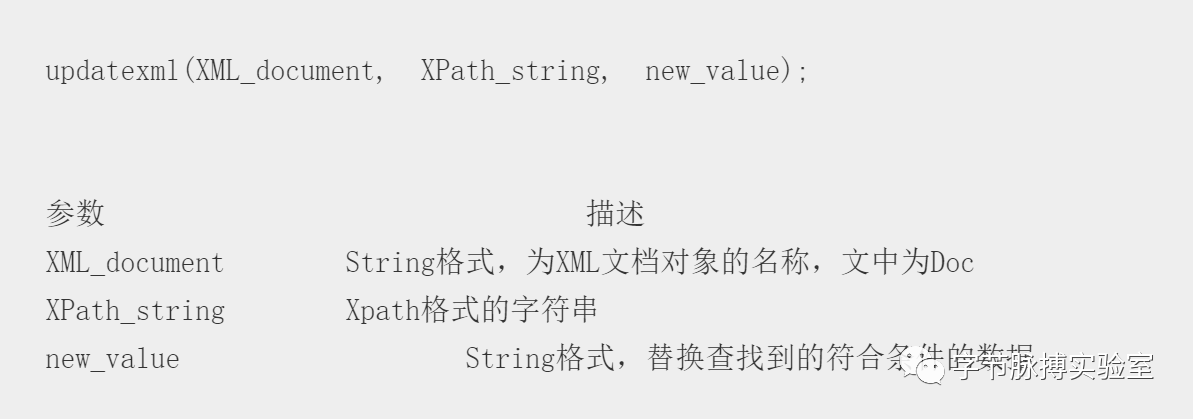 updatexml(XML_document, XPath_string, new_value);
参数 描述
XML_document String格式，为XML文档对象的名称，文中为Doc
XPath_string Xpath格式的字符串
new_value String格式，替换查找到的符合条件的数据
字节脉搏实验室